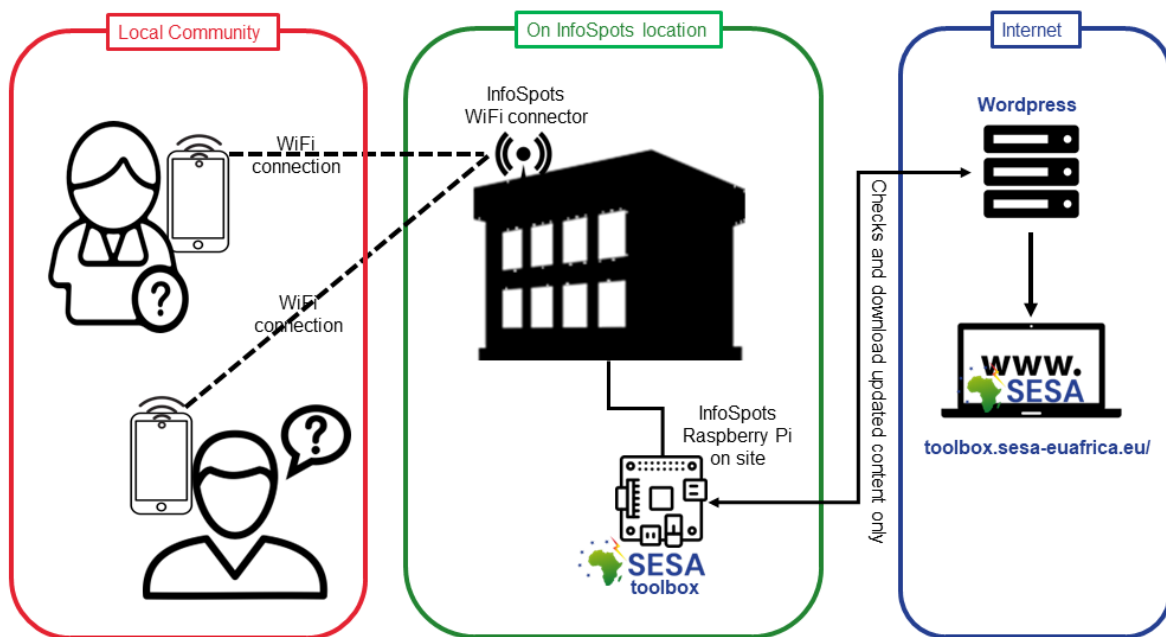 Local Community
On InfoSpots location
Internet
InfoSpots
WiFi connector
WiFi
connection
WiFi
connection
?
?
InfoSpots
Raspberry Pi
on site
SESA
toolbox
Checks and download updated content only
Wordpress
www.
SESA
toolbox.sesa-euafrica.eu/